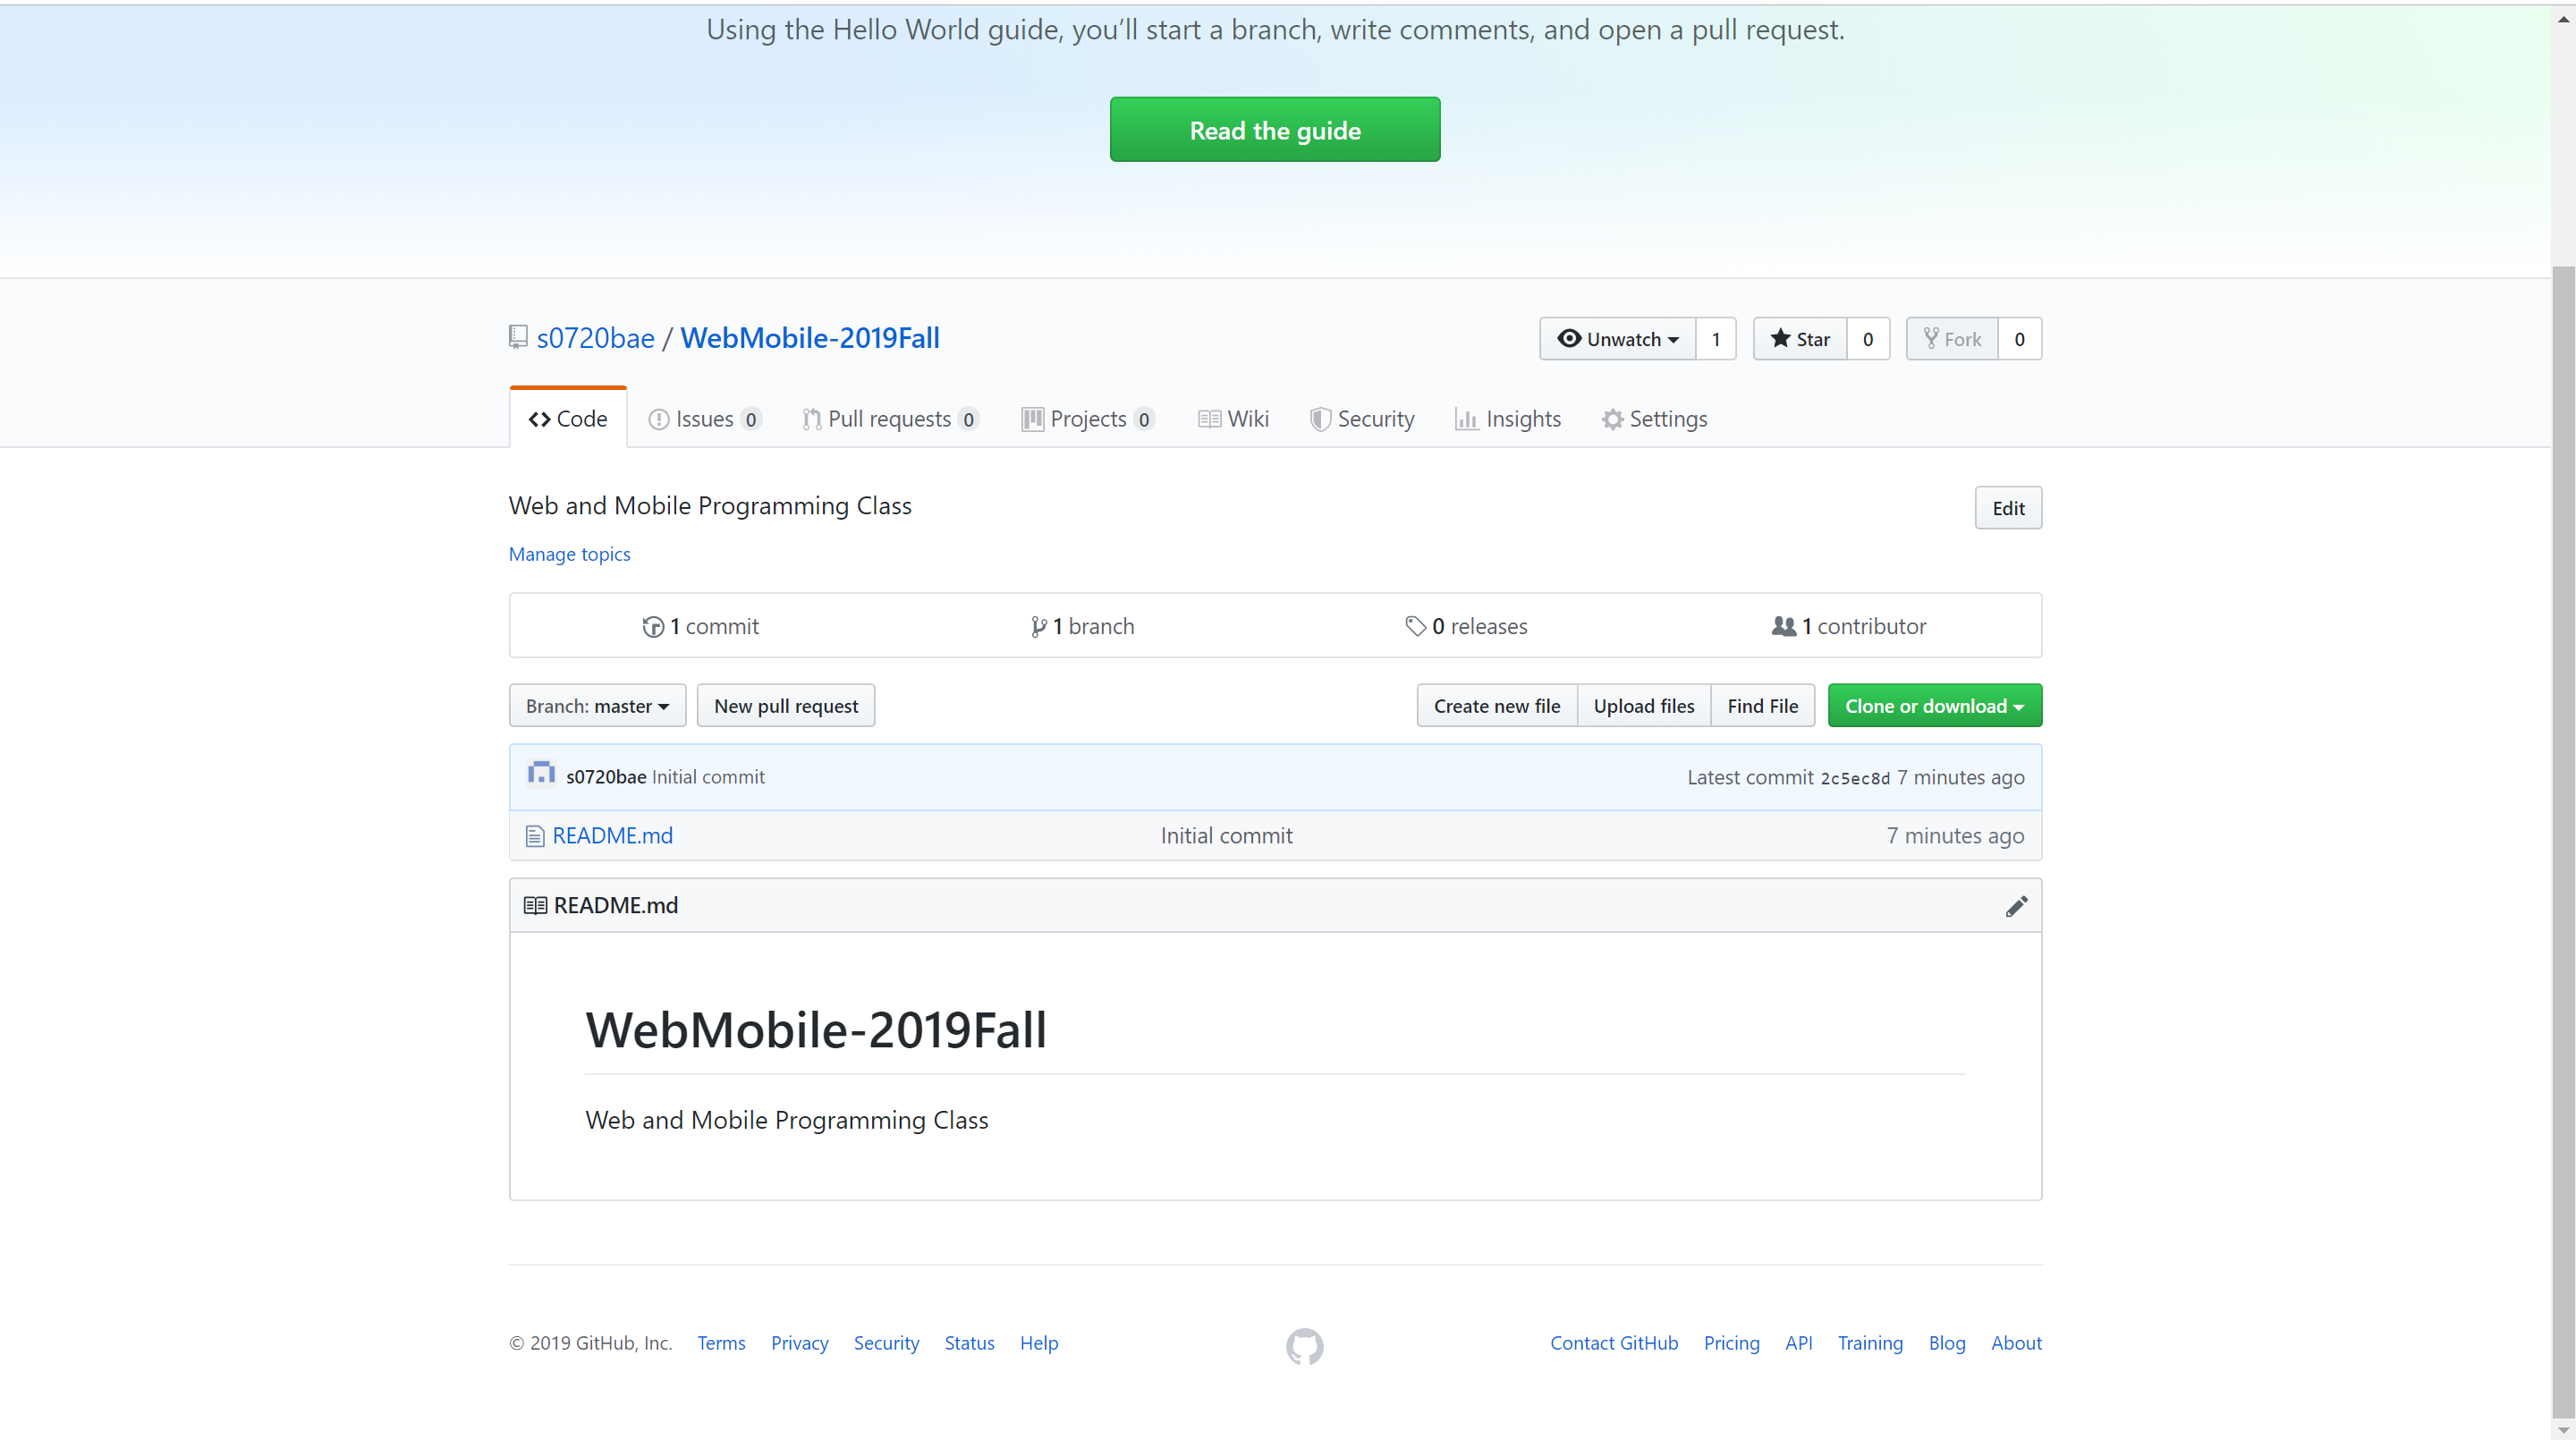 Using the Hello World guide, you’ll start a branch, write comments, and open a pull request.
Read the guide
s0720bae / WebMobile-2019Fall
Unwatch 1 Star 0 Fork 0
Code Issues 0 Pull requests 0 Projects 0 Wiki Security Insights Settings
Web and Mobile Programming Class
Edit
Manage topics
1 commit 1 branch 0 releases 1 contributor
Branch: master New pull request Create new file Upload files Find File Clone or download
s0720bae Initial commit Latest commit 2c5ec8d 7 minutes ago
README.md Initial commit 7 minutes ago
README.md
WebMobile-2019Fall
Web and Mobile Programming Class
© 2019 GitHub, Inc. Terms Privacy Security Status Help Contact GitHub Pricing API Training Blog About